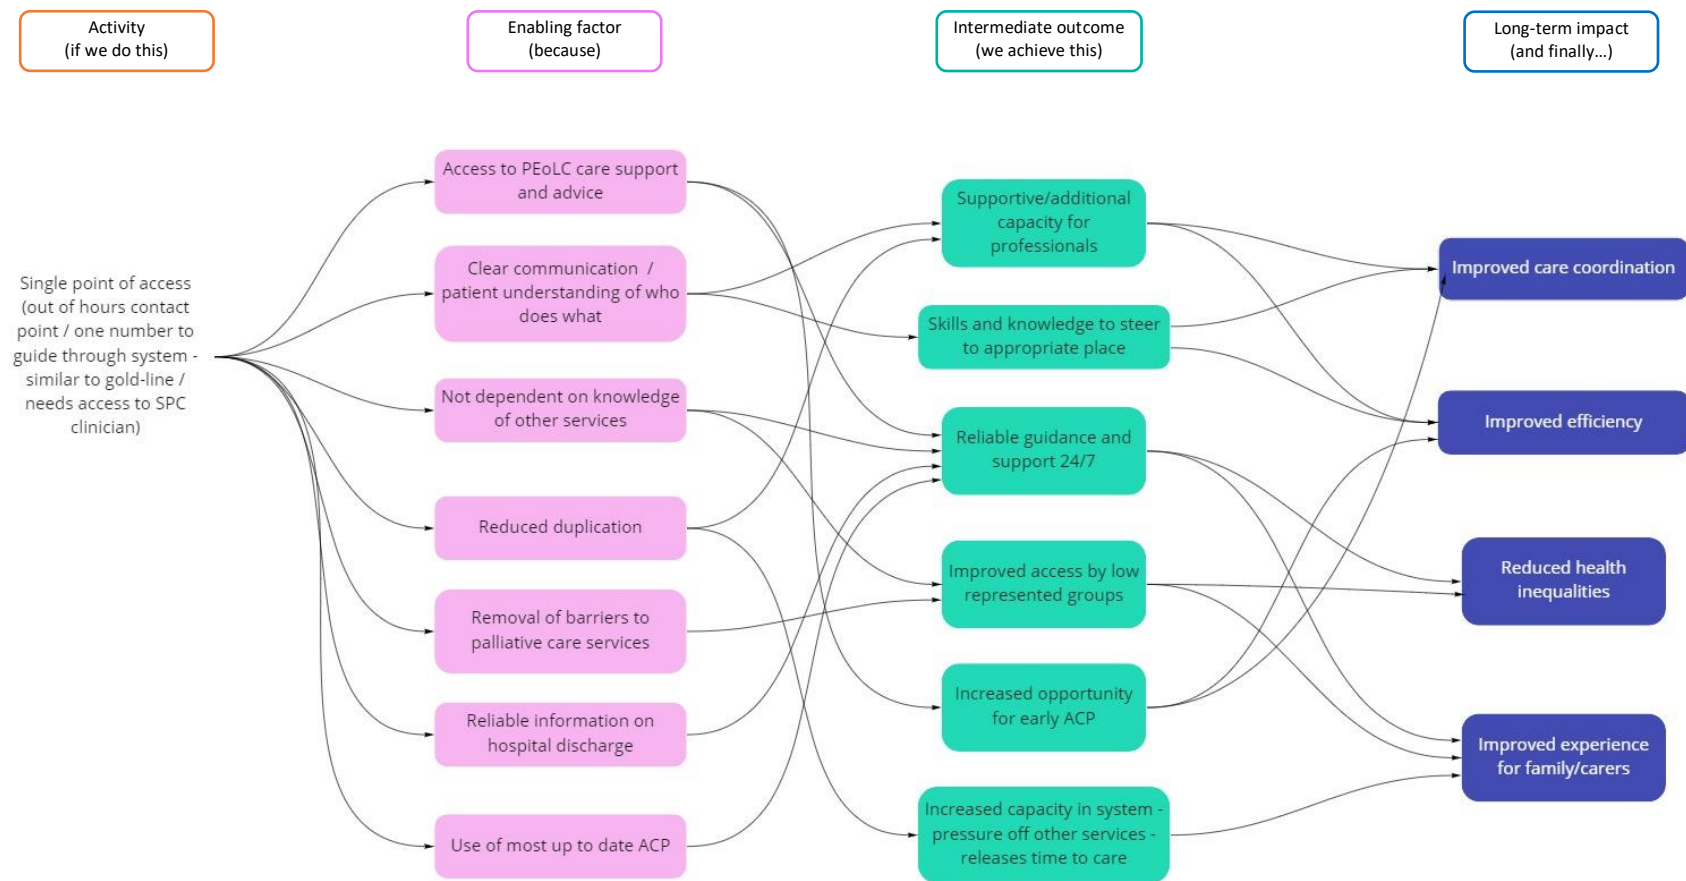 Activity
(if we do this)
Enabling factor
(because)
Intermediate outcome
(we achieve this)
Long-term impact
(and finally...)
Single point of access
(out of hours contact
point / one number to
guide through system -
similar to gold-line /
needs access to SPC
clinician)
Access to PEoLC care support
and advice
Clear communication /
patient understanding of who
does what
Not dependent on knowledge
of other services
Reduced duplication
Removal of barriers to
palliative care services
Reliable information on
hospital discharge
Use of most up to date ACP
Supportive/additional
capacity for
professionals
Skills and knowledge to steer
to appropriate place
Reliable guidance and
support 24/7
Improved access by low
represented groups
Increased opportunity
for early ACP
Increased capacity in system -
pressure off other services -
releases time to care
Improved care coordination
Improved efficiency
Reduced health
inequalities
Improved experience
for family/carers